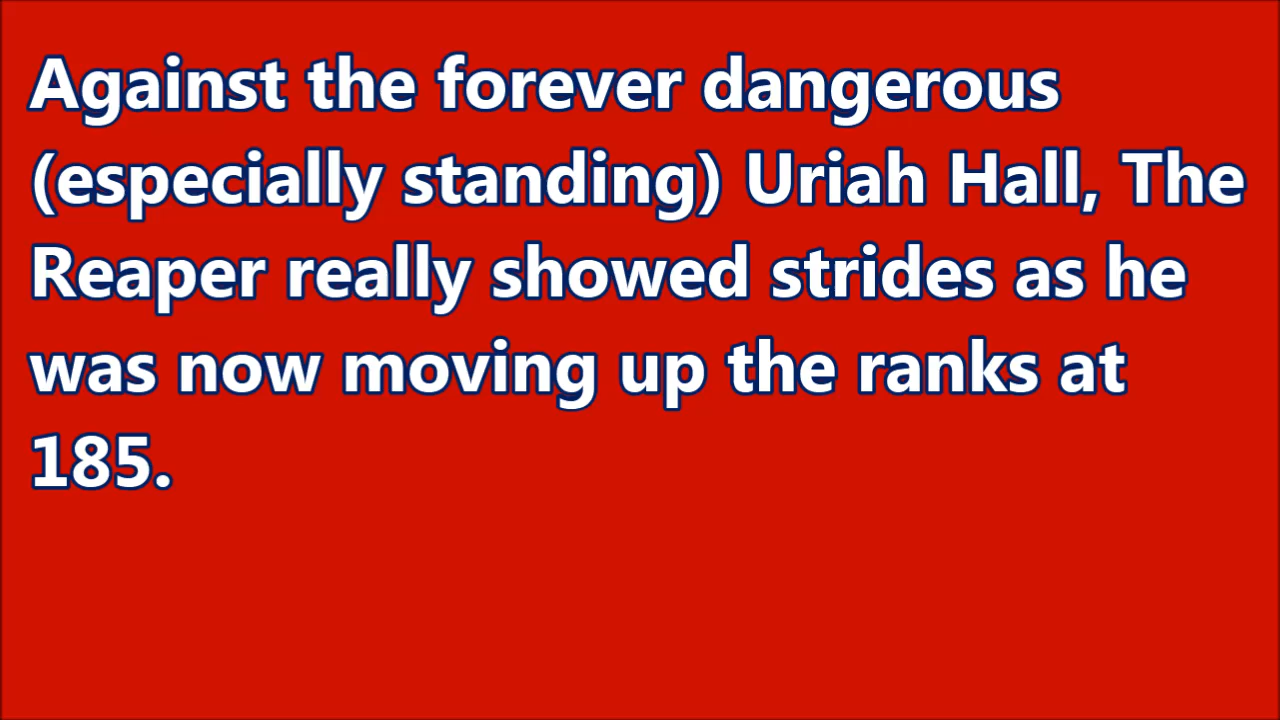 Against the forever dangerous
(especially standing) Uriah Hall, The
Reaper really showed strides as he
was now moving up the ranks at
185.